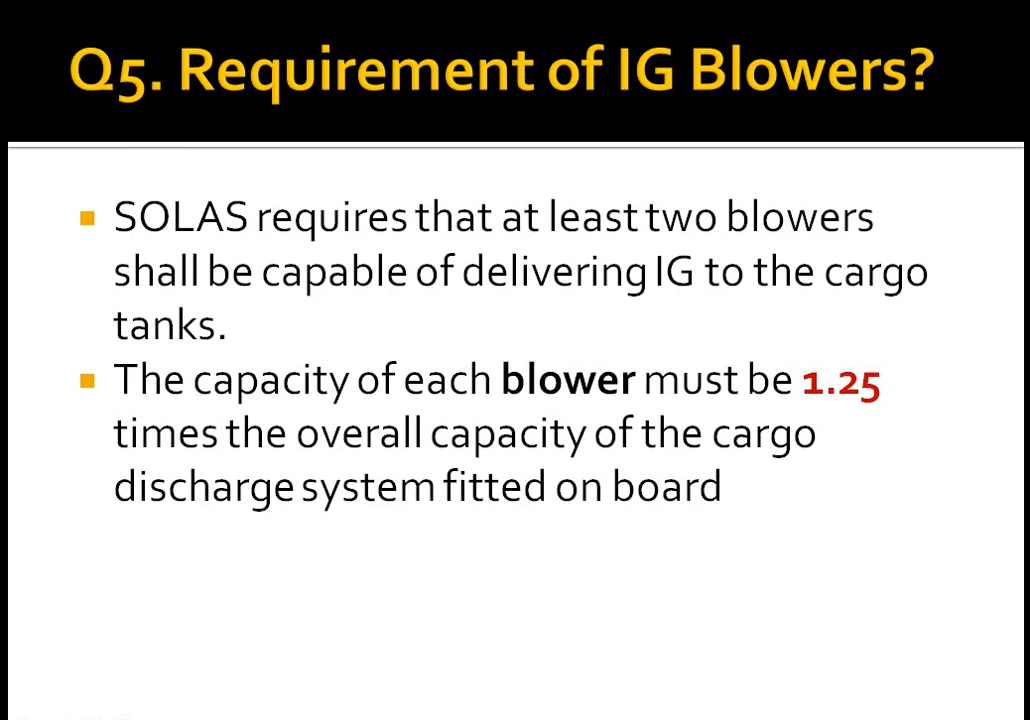 Q5. Requirement of IG Blowers?
SOLAS requires that at least two blowers
shall be capable of delivering IG to the cargo
tanks.
The capacity of each blower must be 1.25
times the overall capacity of the cargo
discharge system fitted on board